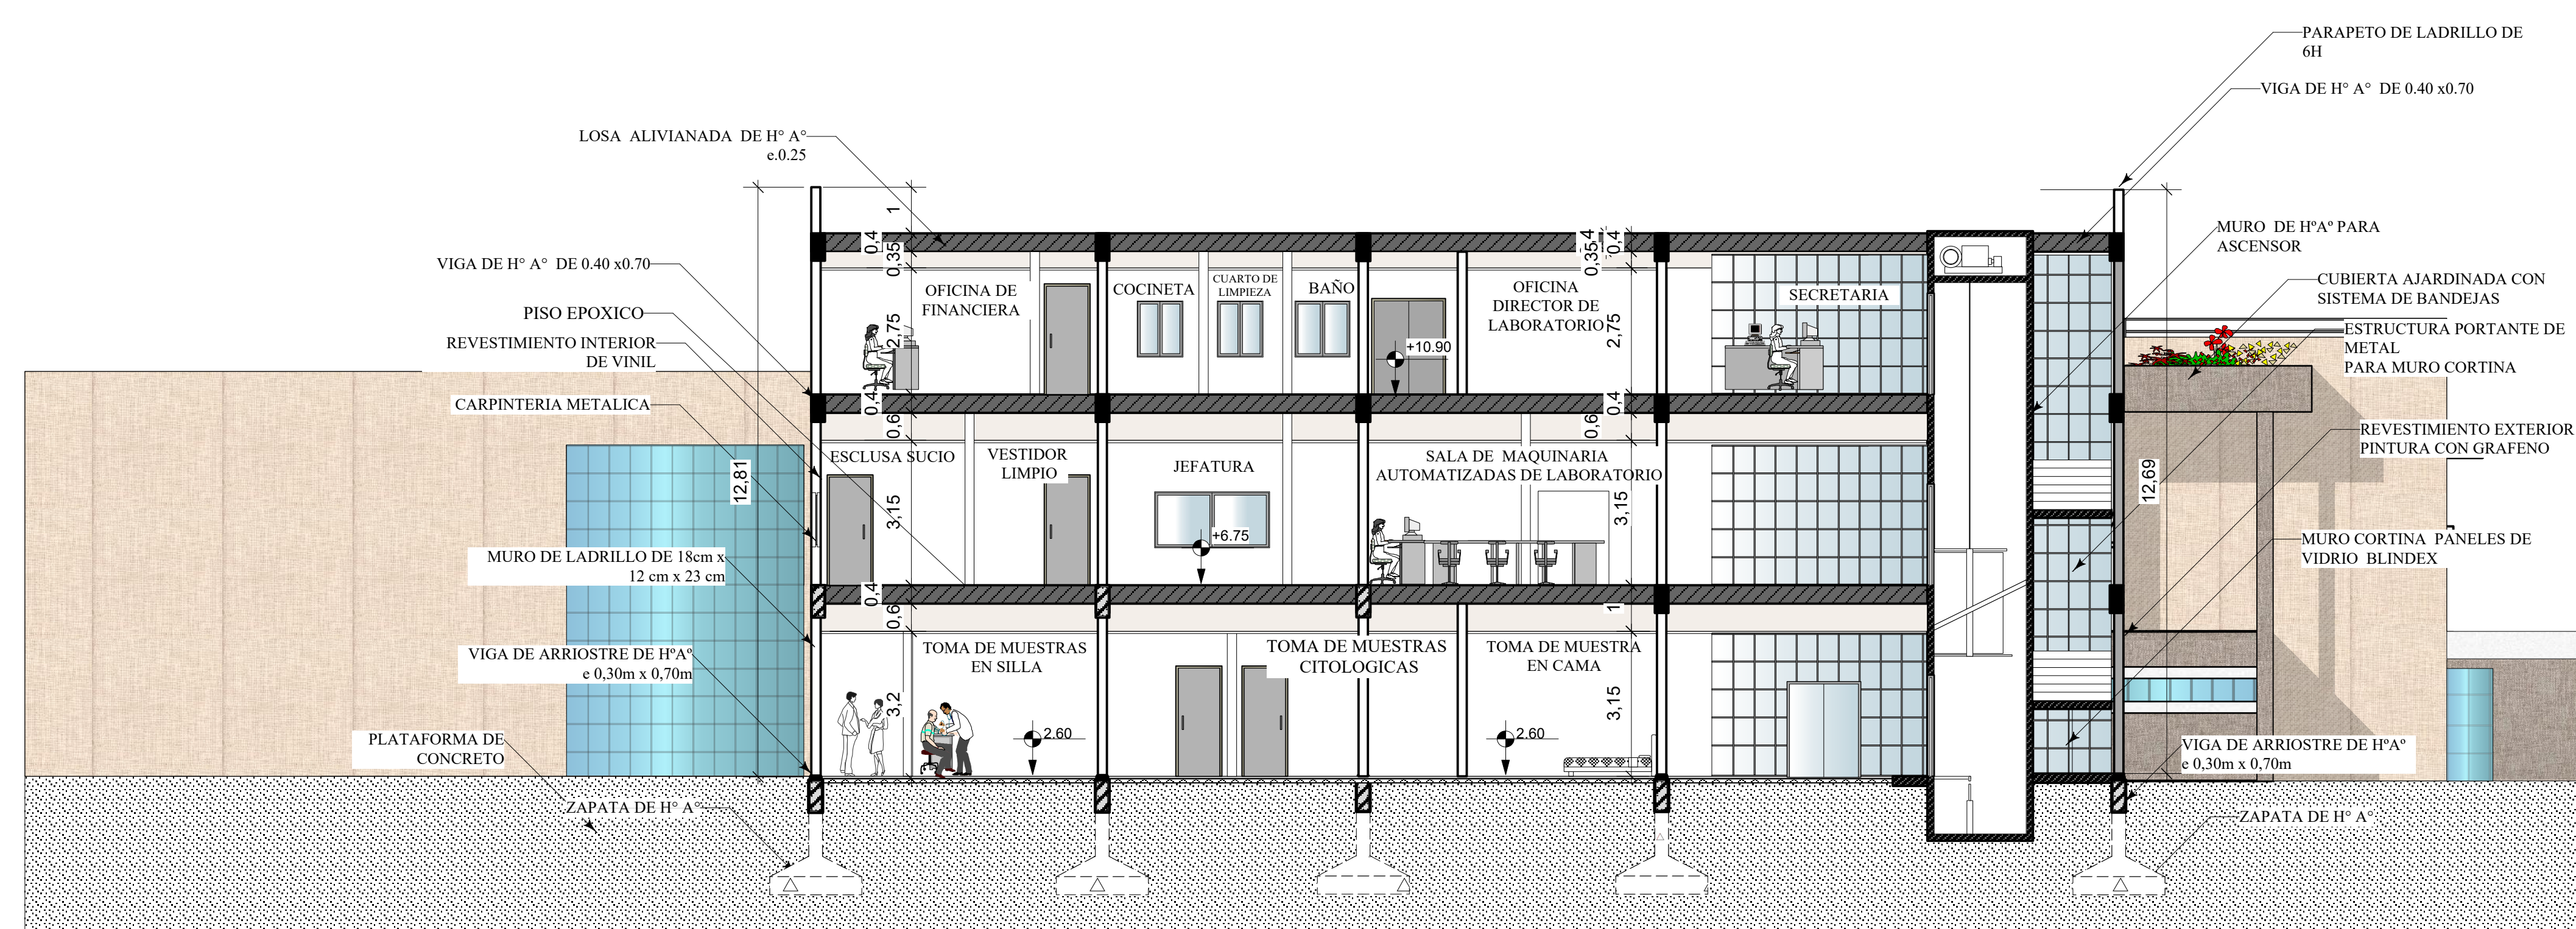 PARAPETO DE LADRILLO DE
6H
VIGA DE H° A° DE 0.40 x0.70
LOSA ALIVIANADA DE H° A°
e.0.25
MURO DE HºAº PARA
ASCENSOR
VIGA DE H° A° DE 0.40 x0.70
CUBIERTA AJARDINADA CON
SISTEMA DE BANDEJAS
PISO EPOXICO
REVESTIMIENTO INTERIOR
DE VINIL
ESTRUCTURA PORTANTE DE
METAL
PARA MURO CORTINA
CARPINTERIA METALICA
REVESTIMIENTO EXTERIOR
PINTURA CON GRAFENO
MURO DE LADRILLO DE 18cm x
12 cm x 23 cm
MURO CORTINA PANELES DE
VIDRIO BLINDEX
VIGA DE ARRIOSTRE DE HºAº
e 0,30m x 0,70m
PLATAFORMA DE
CONCRETO
VIGA DE ARRIOSTRE DE HºAº
e 0,30m x 0,70m
ZAPATA DE H° A°
ZAPATA DE H° A°
OFICINA DE
FINANCIERA
COCINETA
CUARTO DE
LIMPIEZA
BAÑO
OFICINA
DIRECTOR DE
LABORATORIO
SECRETARIA
+10.90
ESCLUSA SUCIO
VESTIDOR
LIMPIO
JEFATURA
SALA DE MAQUINARIA
AUTOMATIZADAS DE LABORATORIO
+6.75
TOMA DE MUESTRAS
EN SILLA
TOMA DE MUESTRAS
CITOLOGICAS
TOMA DE MUESTRA
EN CAMA
2.60
2.60
12,81
1
0,4
0,35
2,75
0,4
0,6
3,15
0,4
0,6
3,2
0,4
0,35
2,75
0,4
0,6
3,15
1
3,15
12,69